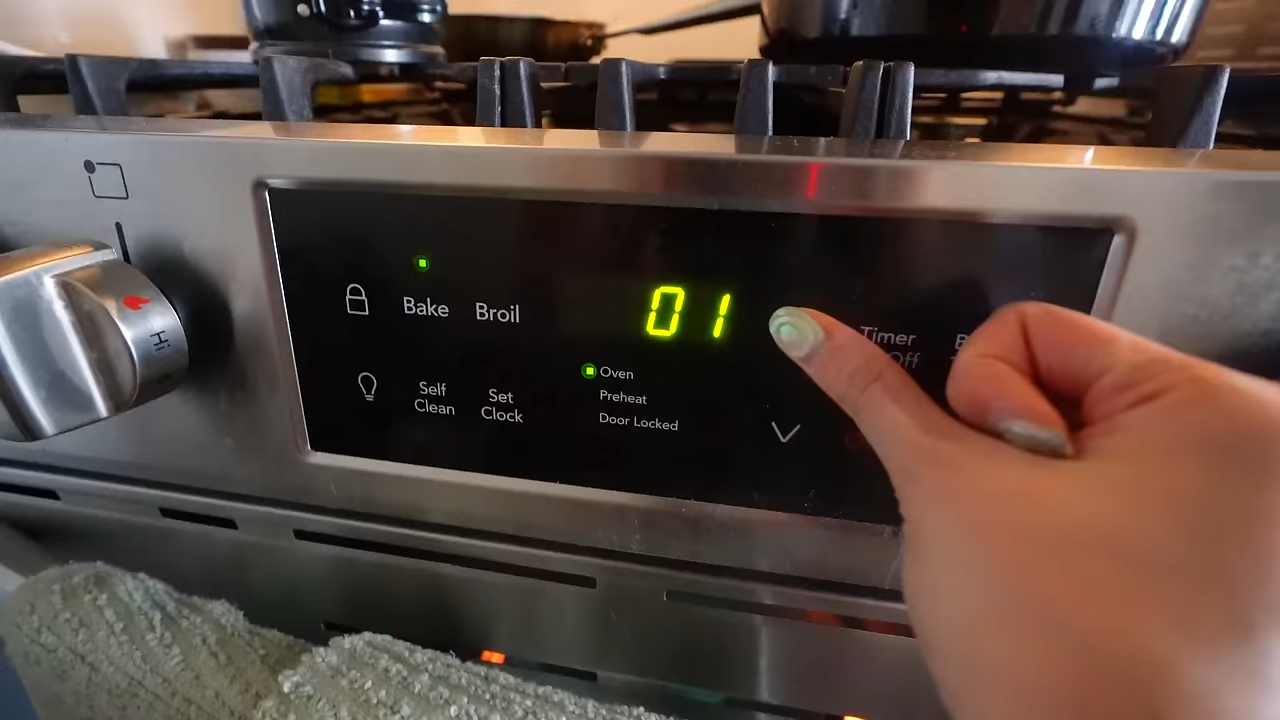 Bake Broil
01
Timer
Off
Oven
Self
Clean
Set
Clock
Preheat
Door Locked
HI